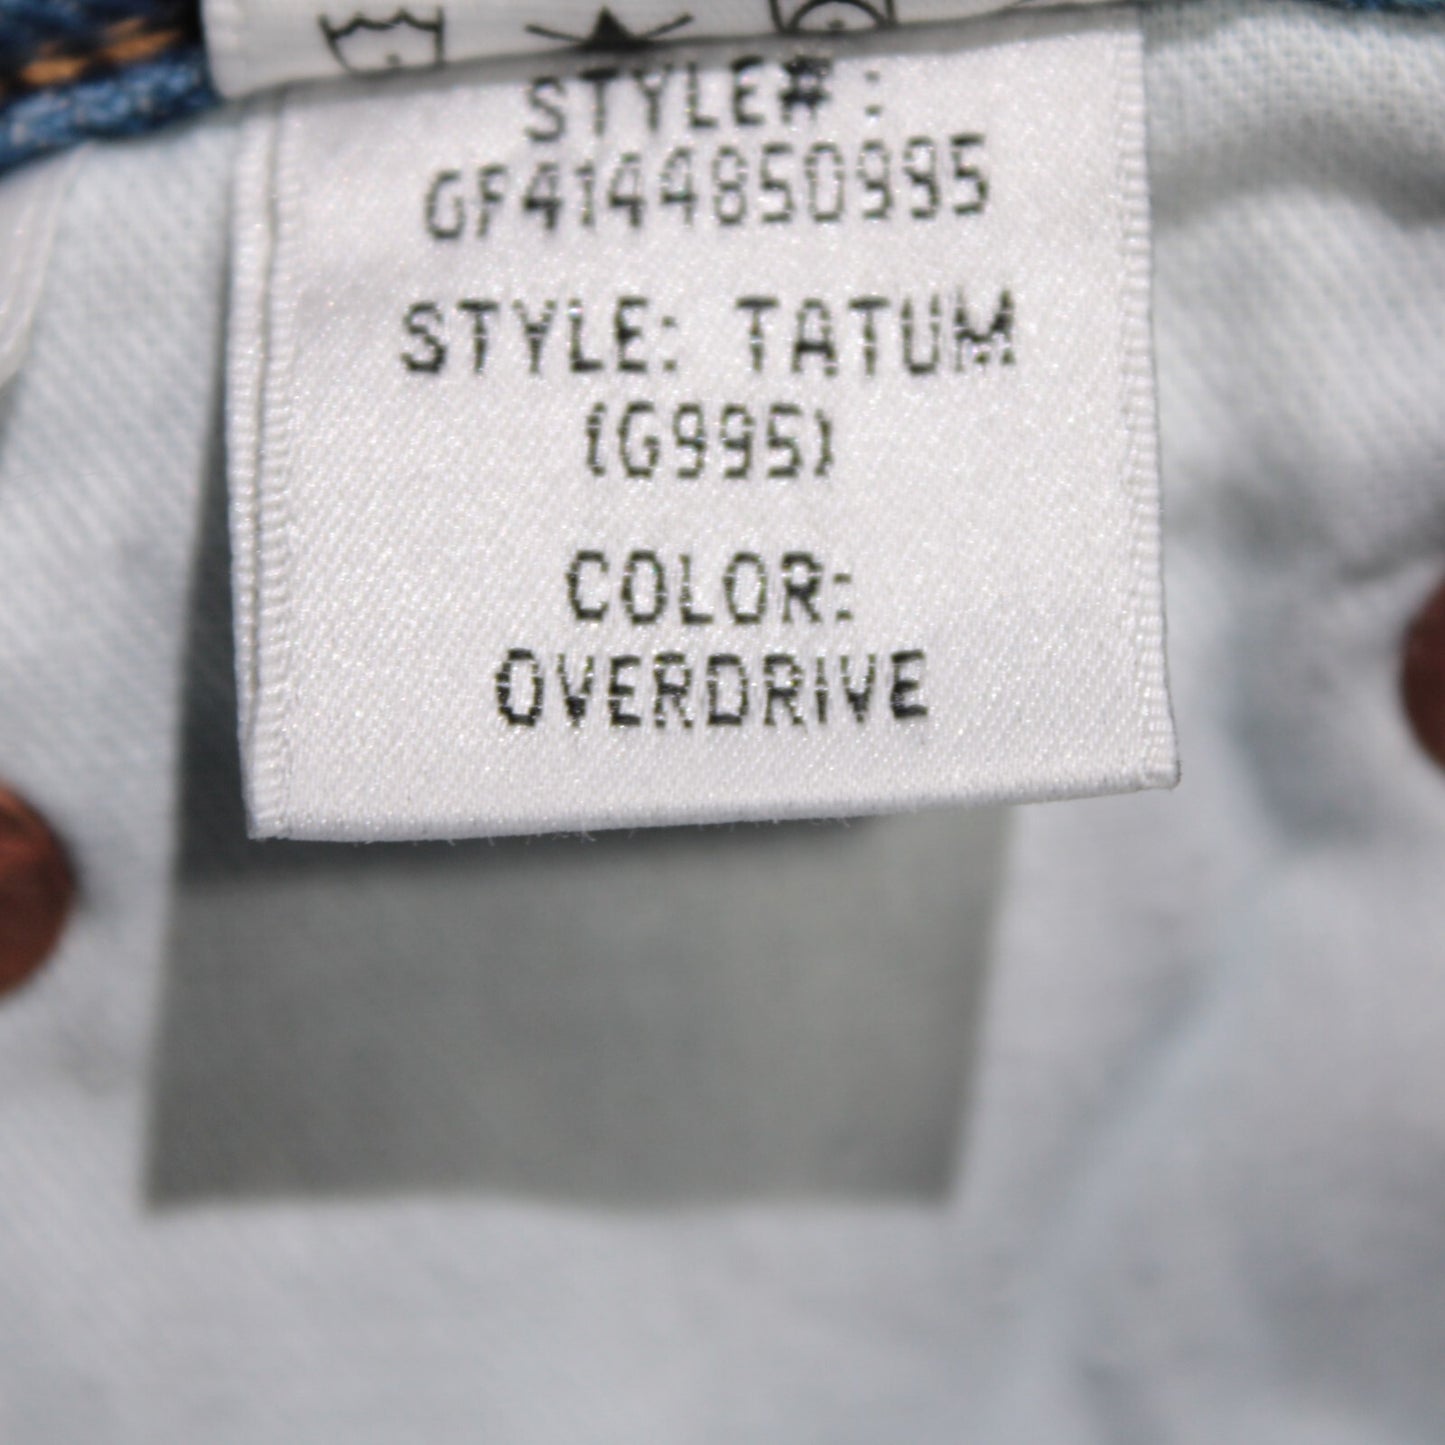 STYLE#:
GF4144850995
STYLE: TATUM
(G995)
COLOR:
OVERDRIVE